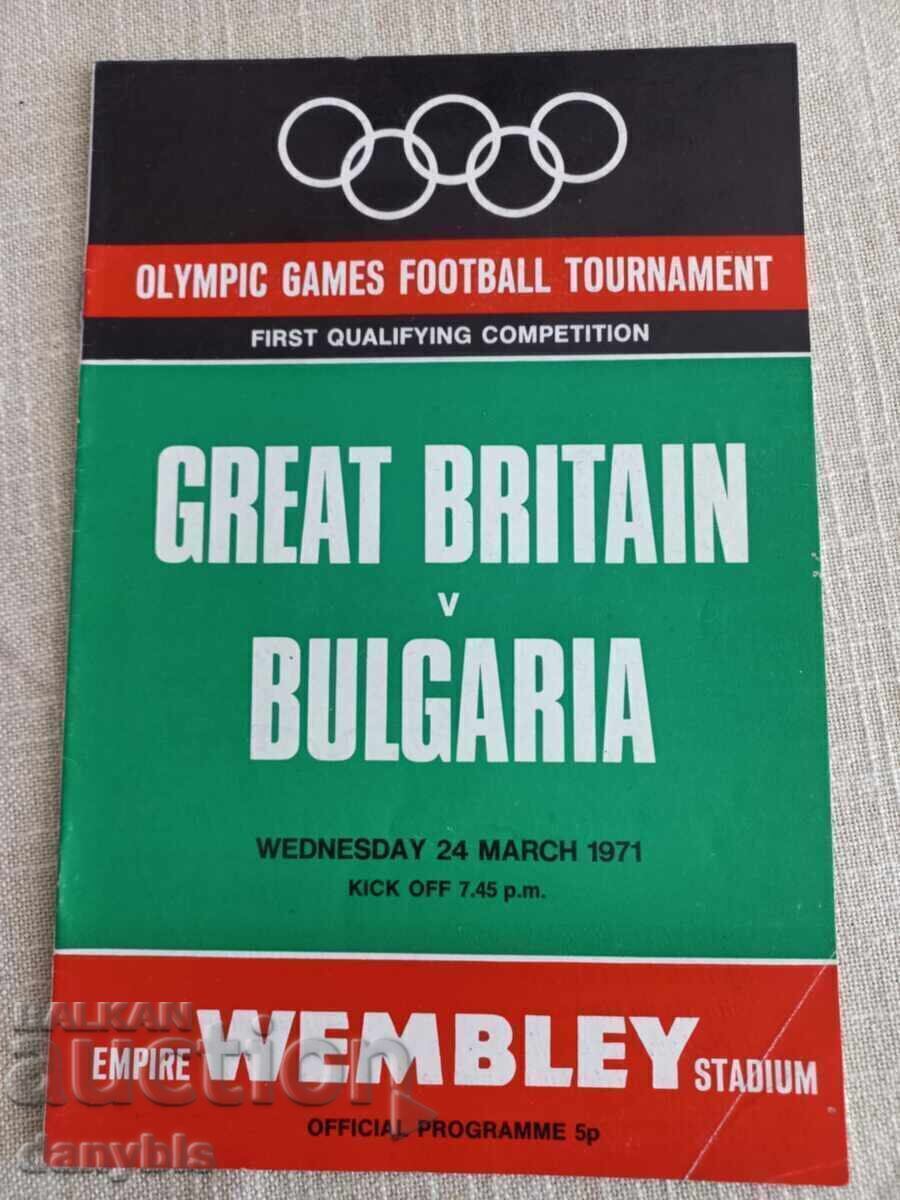 OLYMPIC GAMES FOOTBALL TOURNAMENT
FIRST QUALIFYING COMPETITION
GREAT BRITAIN
v
BULGARIA
WEDNESDAY 24 MARCH 1971
KICK OFF 7.45 p.m.
EMPIRE WEMBLEY STADIUM
OFFICIAL PROGRAMME 5p
BALKAN
auction
danybls